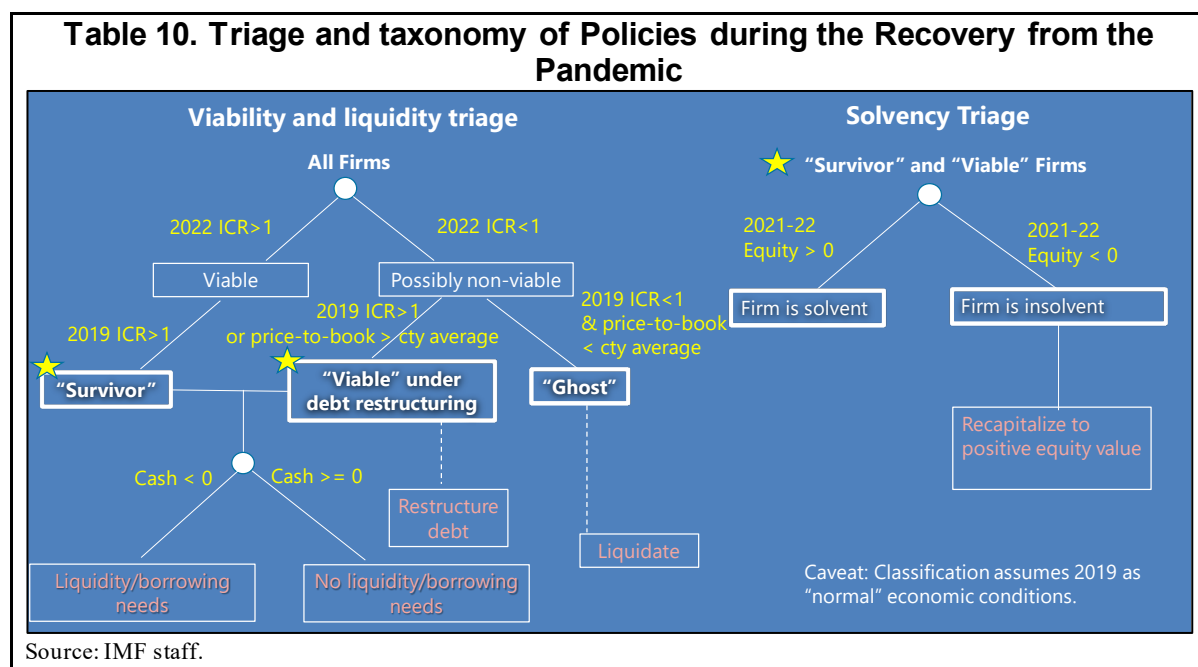 Table 10. Triage and taxonomy of Policies during the Recovery from the
Pandemic
Viability and liquidity triage
All Firms
2022 ICR>1
2022 ICR<1
Viable
Possibly non-viable
2019 ICR>1
2019 ICR>1
or price-to-book > cty average
2019 ICR<1
& price-to-book
< cty average
“Survivor”
“Viable” under
debt restructuring
“Ghost”
Cash < 0
Cash >= 0
Restructure
debt
Liquidate
Liquidity/borrowing
needs
No liquidity/borrowing
needs
Solvency Triage
“Survivor” and “Viable” Firms
2021-22
Equity > 0
2021-22
Equity < 0
Firm is solvent
Firm is insolvent
Recapitalize to
positive equity value
Caveat: Classification assumes 2019 as
“normal” economic conditions.
Source: IMF staff.